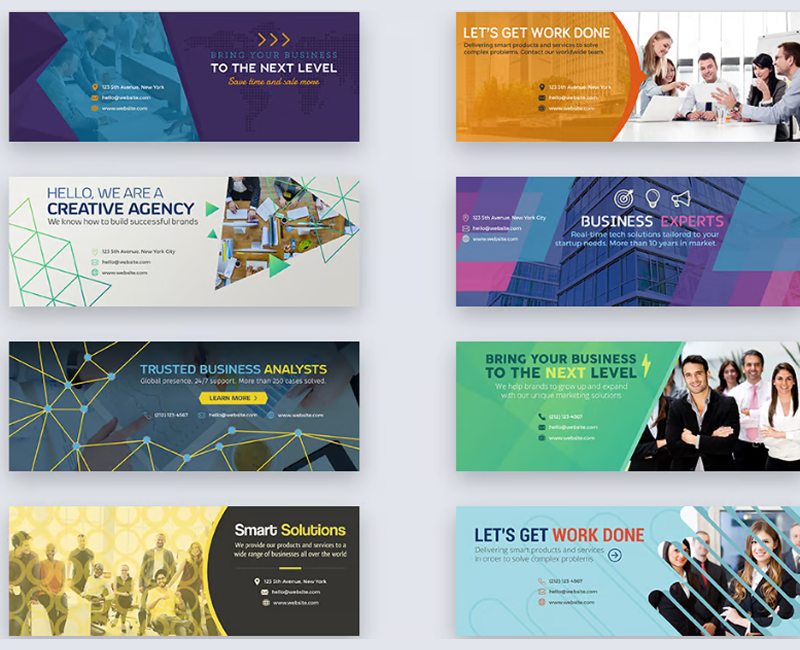 BRING YOUR BUSINESS
TO THE NEXT LEVEL
Save time and sale more
123 5th Avenue, New York
hello@website.com
www.website.com
LET'S GET WORK DONE
Delivering smart products and services to solve
complex problems. Contact our worldwide team.
123 5th Avenue, New York
hello@website.com
www.website.com
HELLO, WE ARE A
CREATIVE AGENCY
We know how to build successful brands
123 5th Avenue, New York City
hello@website.com
www.website.com
BUSINESS EXPERTS
Real-time tech solutions tailored to your
startup needs. More than 10 years in market.
123 5th Avenue, New York City
hello@website.com
www.website.com
TRUSTED BUSINESS ANALYSTS
Global presence. 24/7 support. More than 250 cases solved.
LEARN MORE
(212) 123-4567 hello@website.com www.website.com
BRING YOUR BUSINESS
TO THE NEXT LEVEL
We help brands to grow up and expand
with our unique marketing solutions
(212) 123-4567
hello@website.com
www.website.com
Smart Solutions
We provide our products and services to a
wide range of businesses all over the world
123 5th Avenue, New York
hello@website.com
www.website.com
LET'S GET WORK DONE
Delivering smart products and services
in order to solve complex problems
(212) 123-4567
hello@website.com
www.website.com